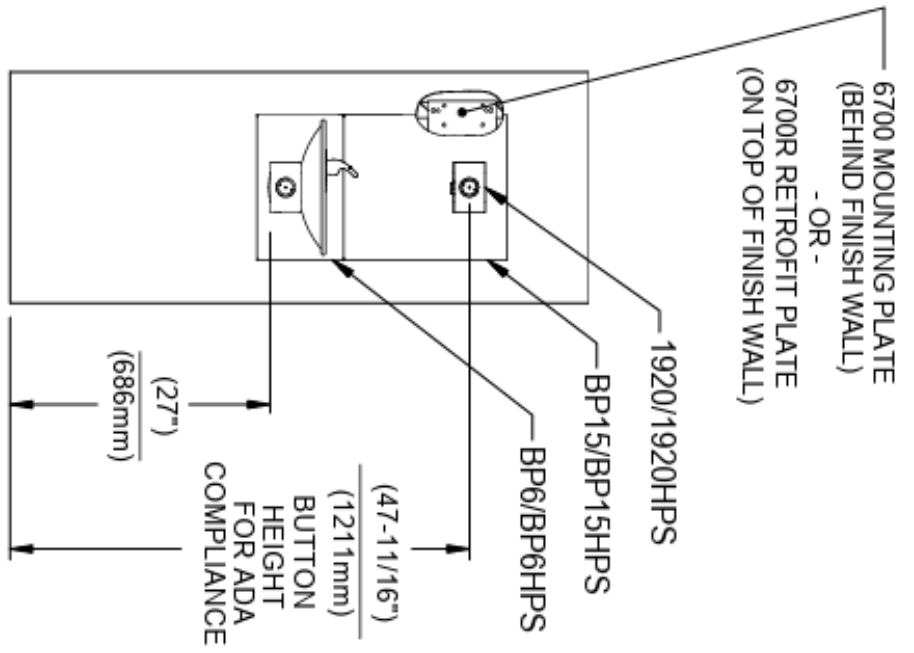 6700 MOUNTING PLATE
(BEHIND FINISH WALL)
- OR -
6700R RETROFIT PLATE
(ON TOP OF FINISH WALL)
1920/1920HPS
BP15/BP15HPS
BP6/BP6HPS
(27")
(686mm)
(47-11/16")
(1211mm)
BUTTON
HEIGHT
FOR ADA
COMPLIANCE